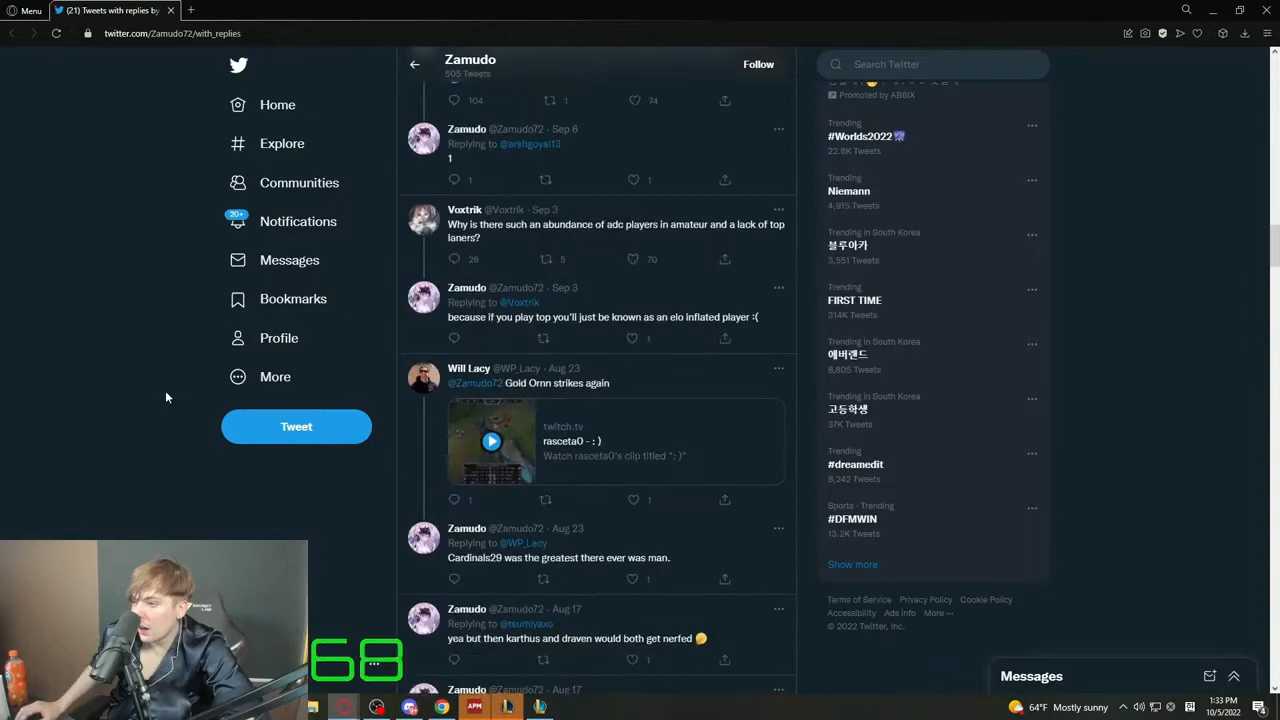 Menu
(21) Tweets with replies by
twitter.com/Zamudo72/with_replies
Home
Explore
Communities
20+
Notifications
Messages
Bookmarks
Profile
More
Tweet
Zamudo
505 Tweets
Follow
104 1 74
Zamudo @Zamudo72 · Sep 6
Replying to @arshgoyal13
1
1 1
Voxtrik @Voxtrik · Sep 3
Why is there such an abundance of adc players in amateur and a lack of top
laners?
28 5 70
Zamudo @Zamudo72 · Sep 3
Replying to @Voxtrik
because if you play top you'll just be known as an elo inflated player :(
1
Will Lacy @WP_Lacy · Aug 23
@Zamudo72 Gold Ornn strikes again
twitch.tv
rasceta0 - : )
Watch rasceta0's clip titled ": )"
1 1
Zamudo @Zamudo72 · Aug 23
Replying to @WP_Lacy
Cardinals29 was the greatest there ever was man.
1
Zamudo @Zamudo72 · Aug 17
Replying to @tsumiyaxo
yea but then karthus and draven would both get nerfed
1
Zamudo @Zamudo72 · Aug 17
Search Twitter
Promoted by AB6IX
Trending
#Worlds2022
22.6K Tweets
Trending
Niemann
4,915 Tweets
Trending in South Korea
블루아카
3,551 Tweets
Trending
FIRST TIME
314K Tweets
Trending in South Korea
에버랜드
6,805 Tweets
Trending in South Korea
고등학생
37K Tweets
Trending
#dreamedit
8,242 Tweets
Sports · Trending
#DFMWIN
13.2K Tweets
Show more
Terms of Service Privacy Policy Cookie Policy
Accessibility Ads info More ···
© 2022 Twitter, Inc.
Messages
68
APM
64°F Mostly sunny
1:33 PM
10/5/2022
4